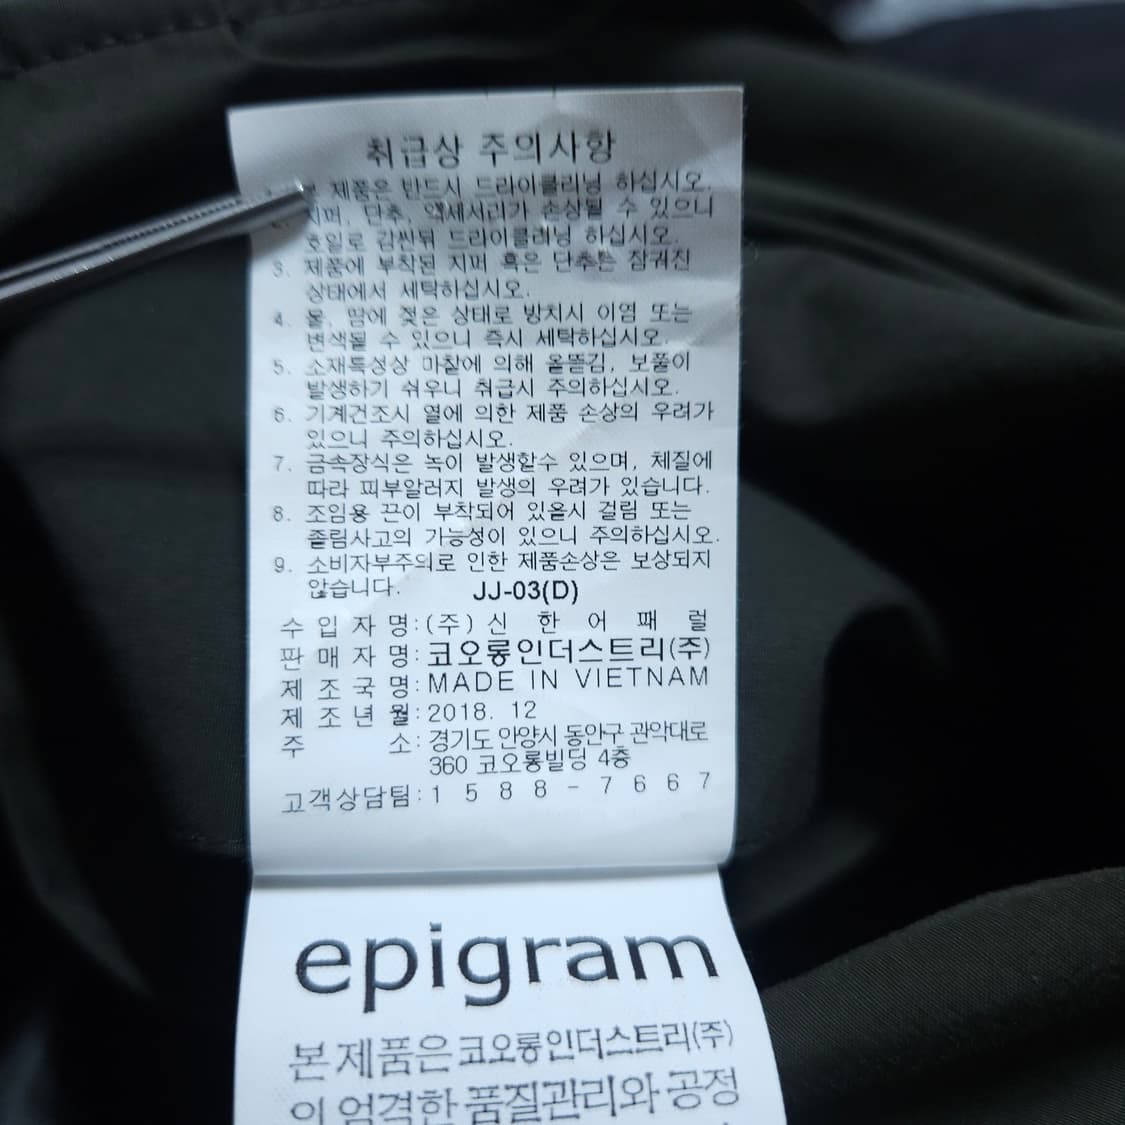 취급상 주의사항
제품은 반드시 드라이클리닝 하십시오.
지퍼, 단추, 액세서리가 손상될 수 있으니
호일로 감싼뒤 드라이클리닝 하십시오.
3. 제품에 부착된 지퍼 혹은 단추는 잠궈진
상태에서 세탁하십시오.
4. 물, 땀에 젖은 상태로 방치시 이염 또는
변색될 수 있으니 즉시 세탁하십시오.
5. 소재특성상 마찰에 의해 올뜯김, 보풀이
발생하기 쉬우니 취급시 주의하십시오.
6. 기계건조시 열에 의한 제품 손상의 우려가
있으니 주의하십시오.
7. 금속장식은 녹이 발생할수 있으며, 체질에
따라 피부알러지 발생의 우려가 있습니다.
8. 조임용 끈이 부착되어 있을시 걸림 또는
졸림사고의 가능성이 있으니 주의하십시오.
9. 소비자부주의로 인한 제품손상은 보상되지
않습니다. JJ-03(D)
수 입 자 명:(주) 신 한 어 패 럴
판 매 자 명:코오롱인더스트리(주)
제 조 국 명:MADE IN VIETNAM
제 조 년 월:2018. 12
주 소:경기도 안양시 동안구 관악대로
360 코오롱빌딩 4층
고객상담팀:1 5 8 8 - 7 6 6 7
epigram
본 제품은 코오롱인더스트리(주)
의 엄격한 품질관리와 공정